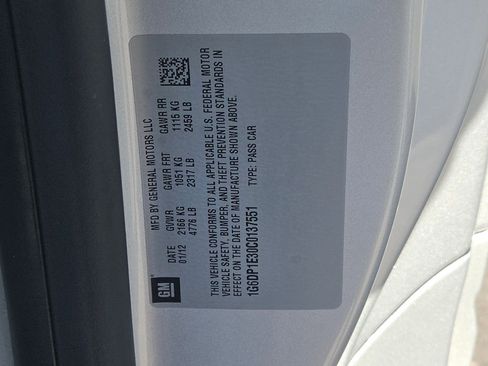 MFD BY GENERAL MOTORS LLC
DATE GVWR GAWR FRT GAWR RR
01/12 2166 KG 1051 KG 1115 KG
4776 LB 2317 LB 2459 LB
GM
THIS VEHICLE CONFORMS TO ALL APPLICABLE U.S. FEDERAL MOTOR
VEHICLE SAFETY, BUMPER, AND THEFT PREVENTION STANDARDS IN
EFFECT ON THE DATE OF MANUFACTURE SHOWN ABOVE.
1G6DP1E30C0137551 TYPE: PASS CAR